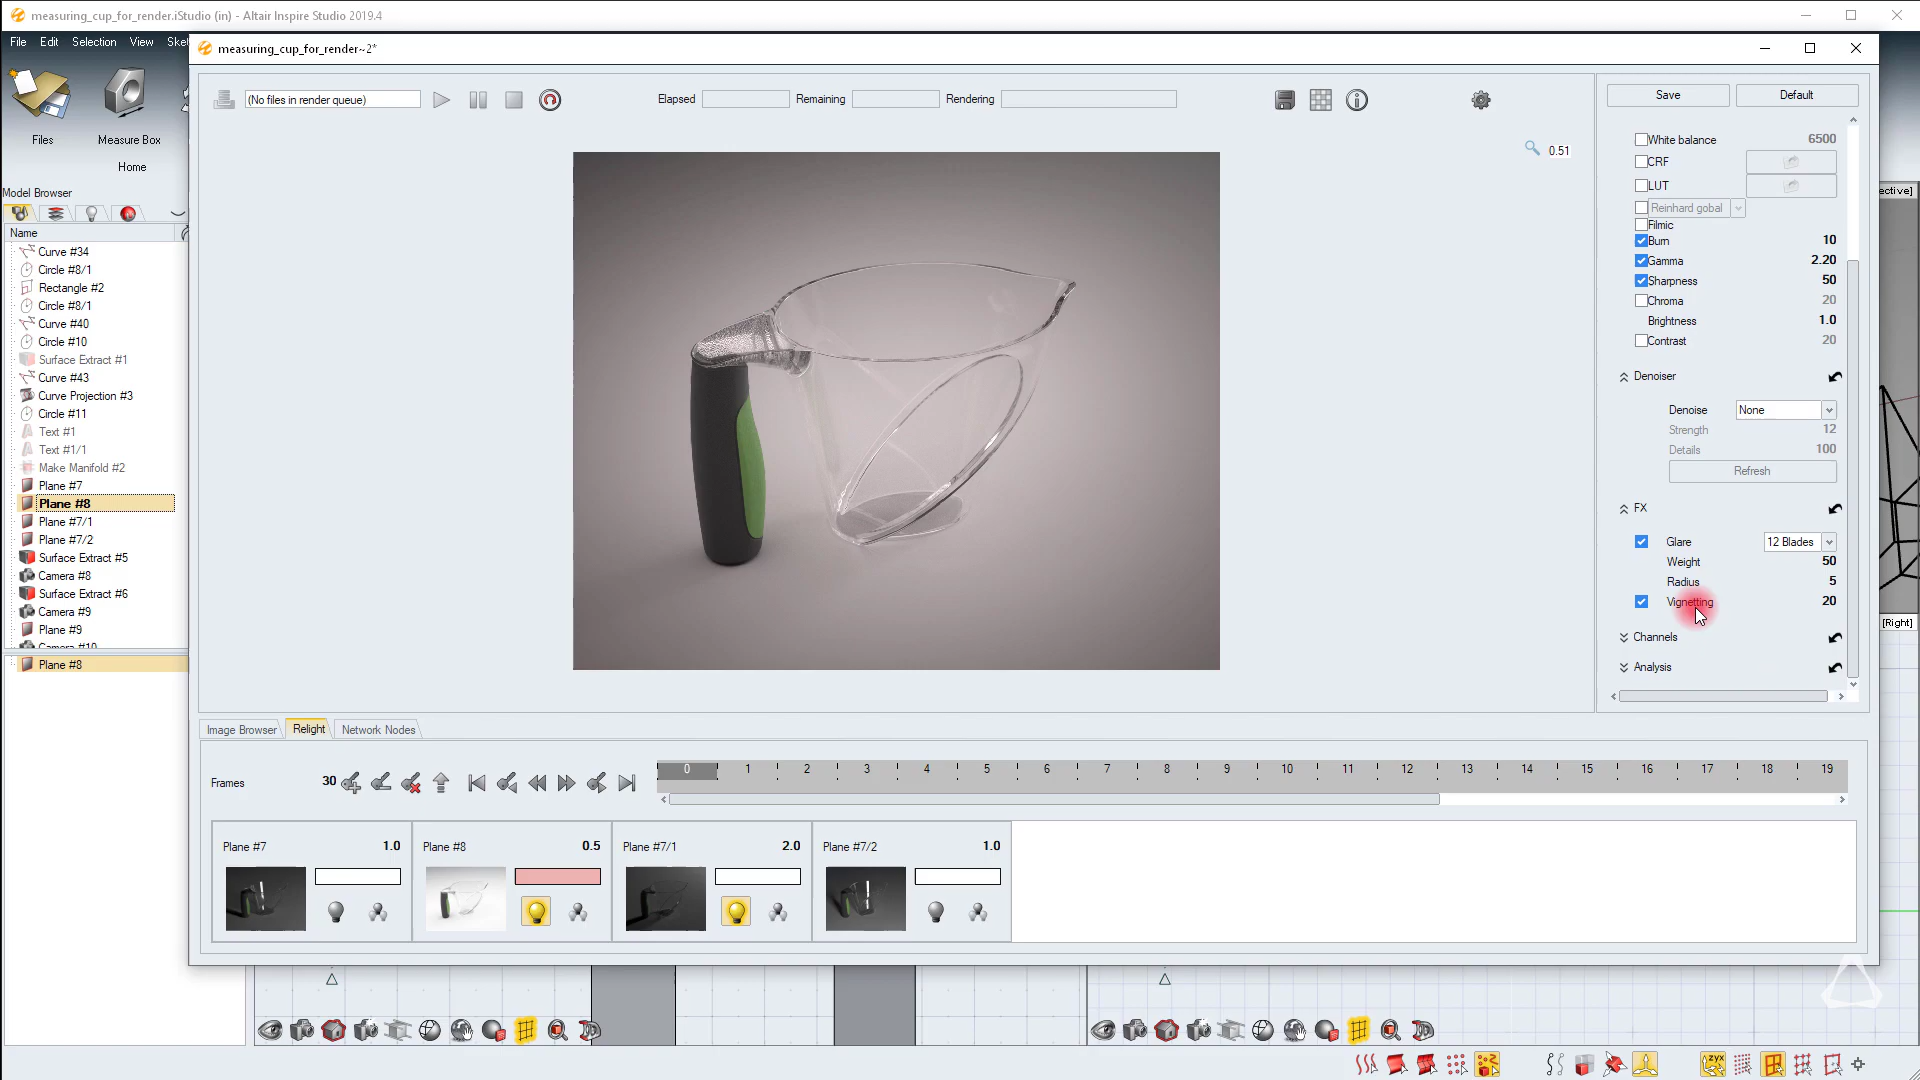 measuring_cup_for_render.iStudio (in) - Altair Inspire Studio 2019.4
File Edit Selection View Ske
measuring_cup_for_render~2*
(No files in render queue)
Elapsed
Remaining
Rendering
Save
Default
Files
Measure Box
Home
0.51
White balance 6500
CRF
LUT
Reinhard gobal
Filmic
Burn 10
Gamma 2.20
Sharpness 50
Chroma 20
Brightness 1.0
Contrast 20
Denoiser
Denoise None
Strength 12
Details 100
Refresh
FX
Glare 12 Blades
Weight 50
Radius 5
Vignetting 20
Channels
Analysis
ective]
[Right]
Model Browser
Name
Curve #34
Circle #8/1
Rectangle #2
Circle #8/1
Curve #40
Circle #10
Surface Extract #1
Curve #43
Curve Projection #3
Circle #11
Text #1
Text #1/1
Make Manifold #2
Plane #7
Plane #8
Plane #7/1
Plane #7/2
Surface Extract #5
Camera #8
Surface Extract #6
Camera #9
Plane #9
Camera #10
Plane #8
Image Browser
Relight
Network Nodes
Frames 30
0 1 2 3 4 5 6 7 8 9 10 11 12 13 14 15 16 17 18 19
Plane #7 1.0
Plane #8 0.5
Plane #7/1 2.0
Plane #7/2 1.0
zyx